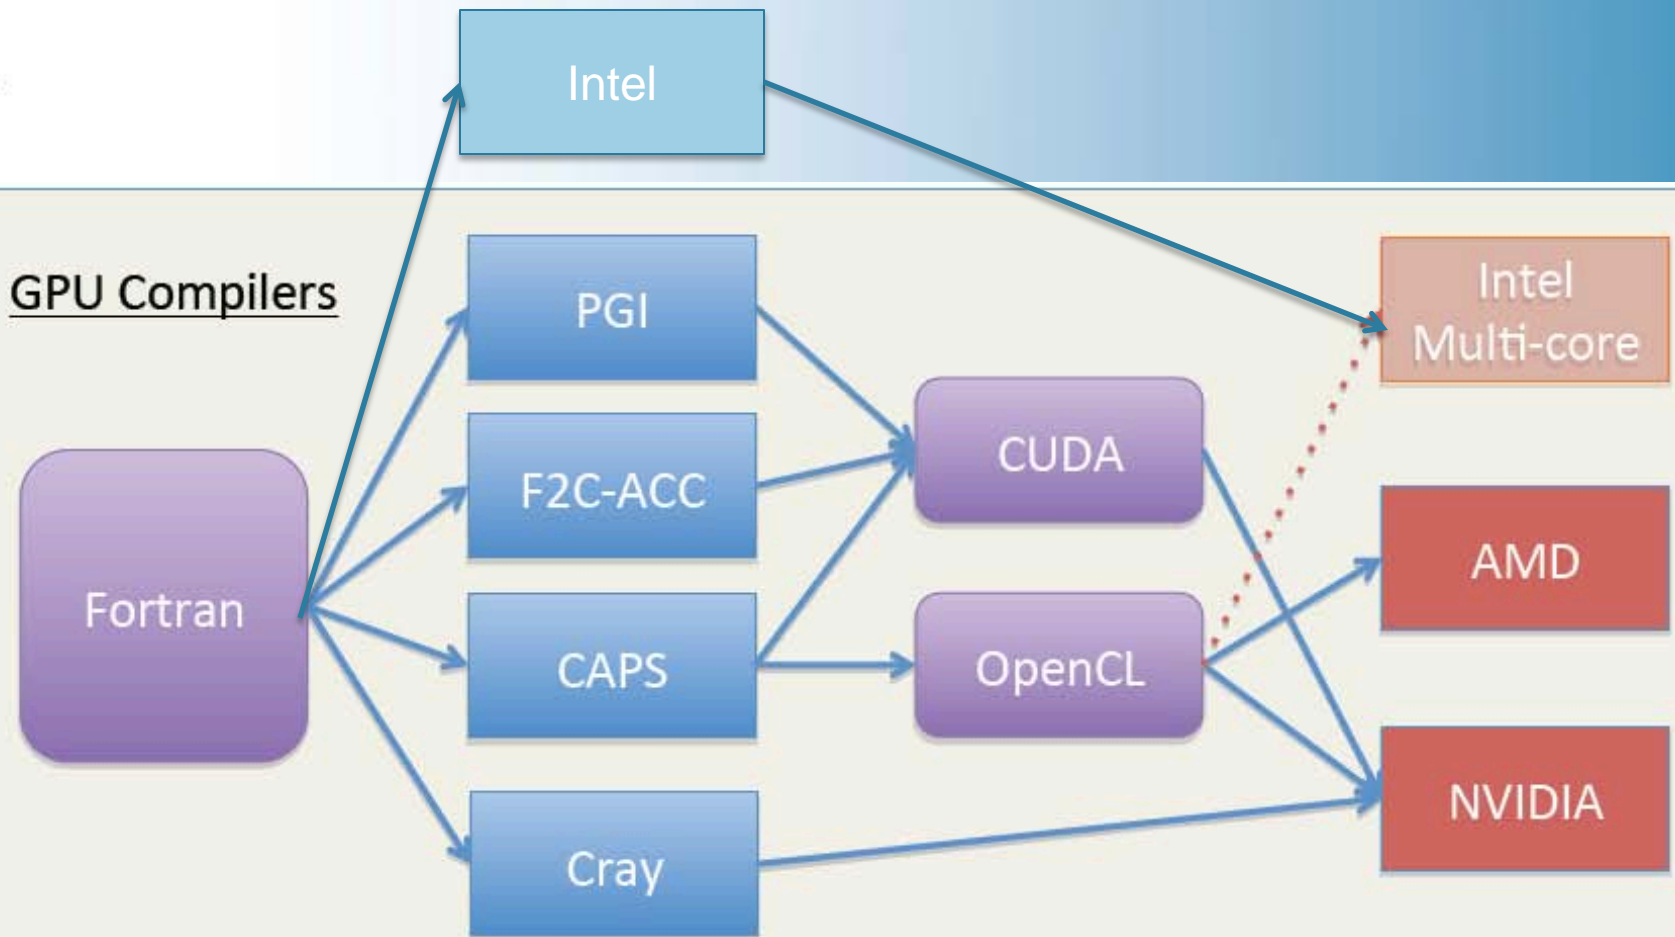 Intel
GPU Compilers
PGI
Intel
Multi-core
F2C-ACC
CUDA
Fortran
AMD
CAPS
OpenCL
NVIDIA
Cray